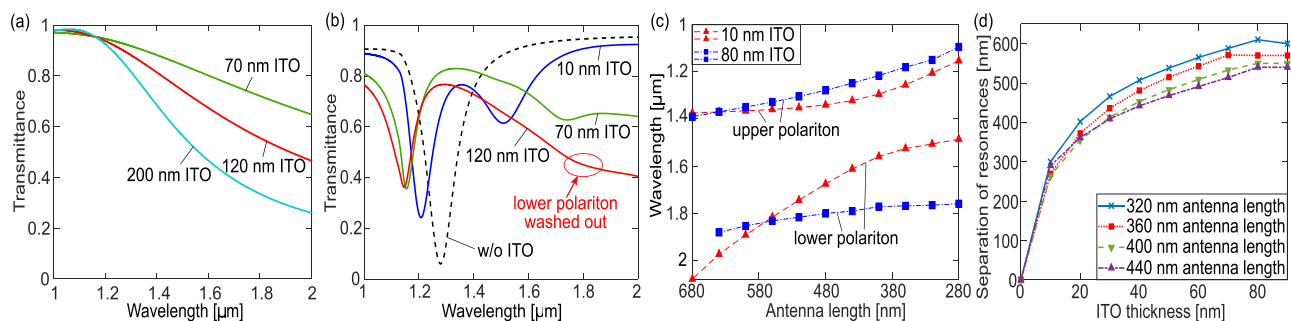 (a)
Transmittance
1
0.8
0.6
0.4
0.2
0
70 nm ITO
120 nm ITO
200 nm ITO
1
1.2
1.4
1.6
1.8
2
Wavelength [µm]
(b)
Transmittance
1
0.8
0.6
0.4
0.2
0
10 nm ITO
70 nm ITO
120 nm ITO
lower polariton
washed out
w/o ITO
1
1.2
1.4
1.6
1.8
2
Wavelength [µm]
(c)
Wavelength [µm]
1
1.2
1.4
1.6
1.8
2
10 nm ITO
80 nm ITO
upper polariton
lower polariton
680
580
480
380
280
Antenna length [nm]
(d)
Separation of resonances [nm]
600
500
400
300
200
100
0
320 nm antenna length
360 nm antenna length
400 nm antenna length
440 nm antenna length
0
20
40
60
80
ITO thickness [nm]